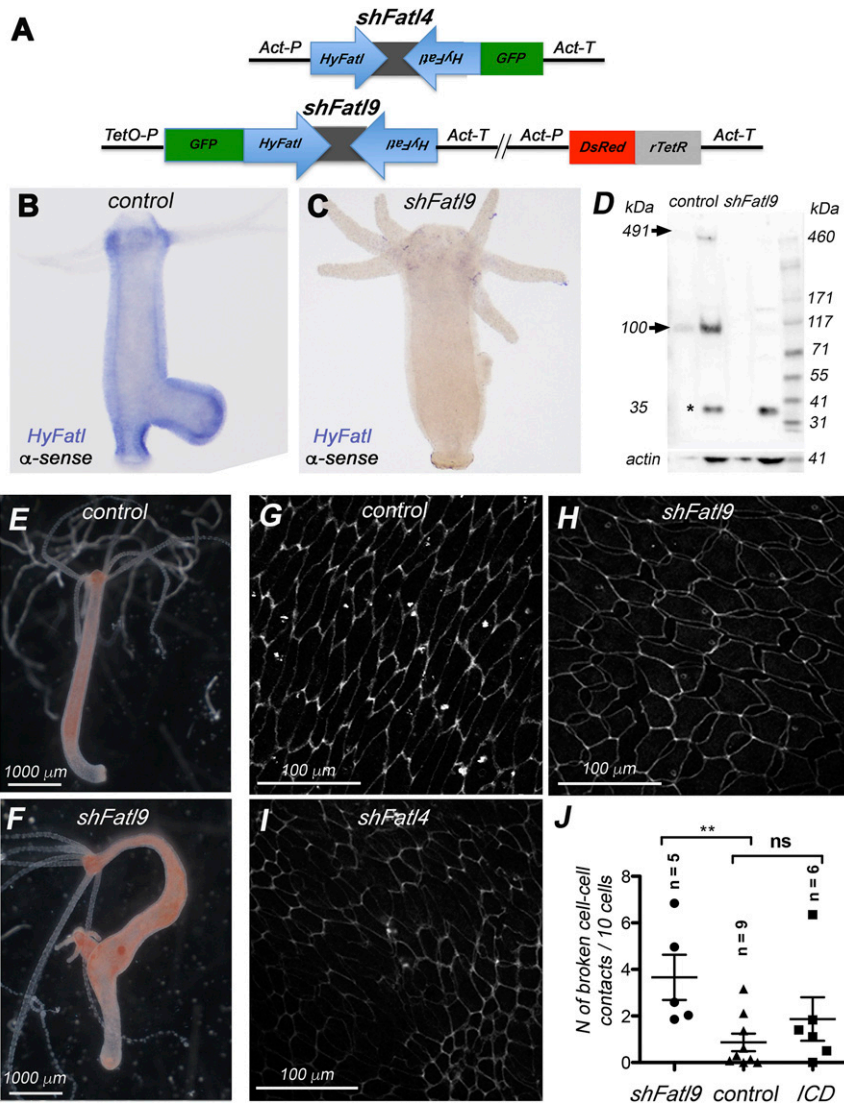 A
shFatl4
Act-P HyFatl HyFatl GFP Act-T
shFatl9
TetO-P GFP HyFatl HyFatl Act-T // Act-P DsRed rTetR Act-T
B control
HyFatl
α-sense
C shFatl9
HyFatl
α-sense
D kDa control shFatl9 kDa
491 460
171
100 117
71
55
35 * 41
31
actin 41
E control
1000 μm
F shFatl9
1000 μm
G control
100 μm
H shFatl9
100 μm
I shFatl4
100 μm
J
** ns
n = 5 n = 9 n = 6
N of broken cell-cell
contacts / 10 cells
8
6
4
2
0
shFatl9 control ICD